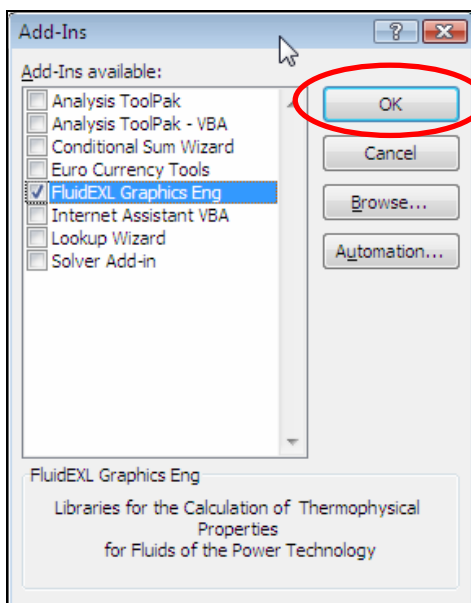 Add-Ins
Add-Ins available:
Analysis ToolPak
Analysis ToolPak - VBA
Conditional Sum Wizard
Euro Currency Tools
FluidEXL Graphics Eng
Internet Assistant VBA
Lookup Wizard
Solver Add-in
OK
Cancel
Browse...
Automation...
FluidEXL Graphics Eng
Libraries for the Calculation of Thermophysical
Properties
for Fluids of the Power Technology